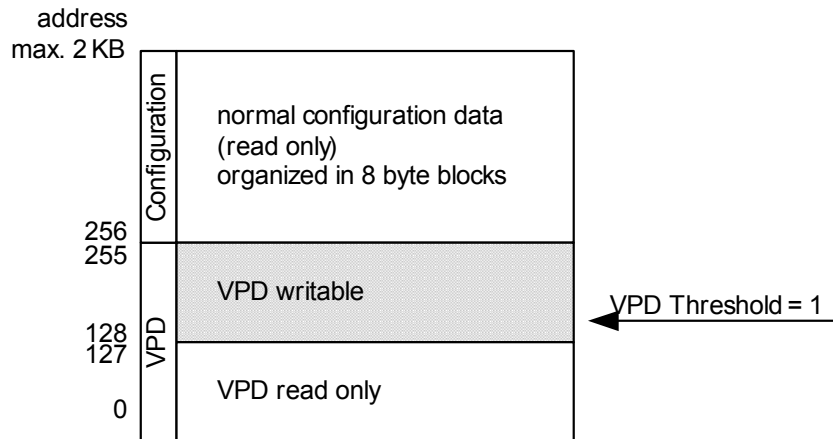 address
max. 2 KB
Configuration
normal configuration data
(read only)
organized in 8 byte blocks
256
255
VPD
VPD writable
VPD Threshold = 1
128
127
VPD read only
0